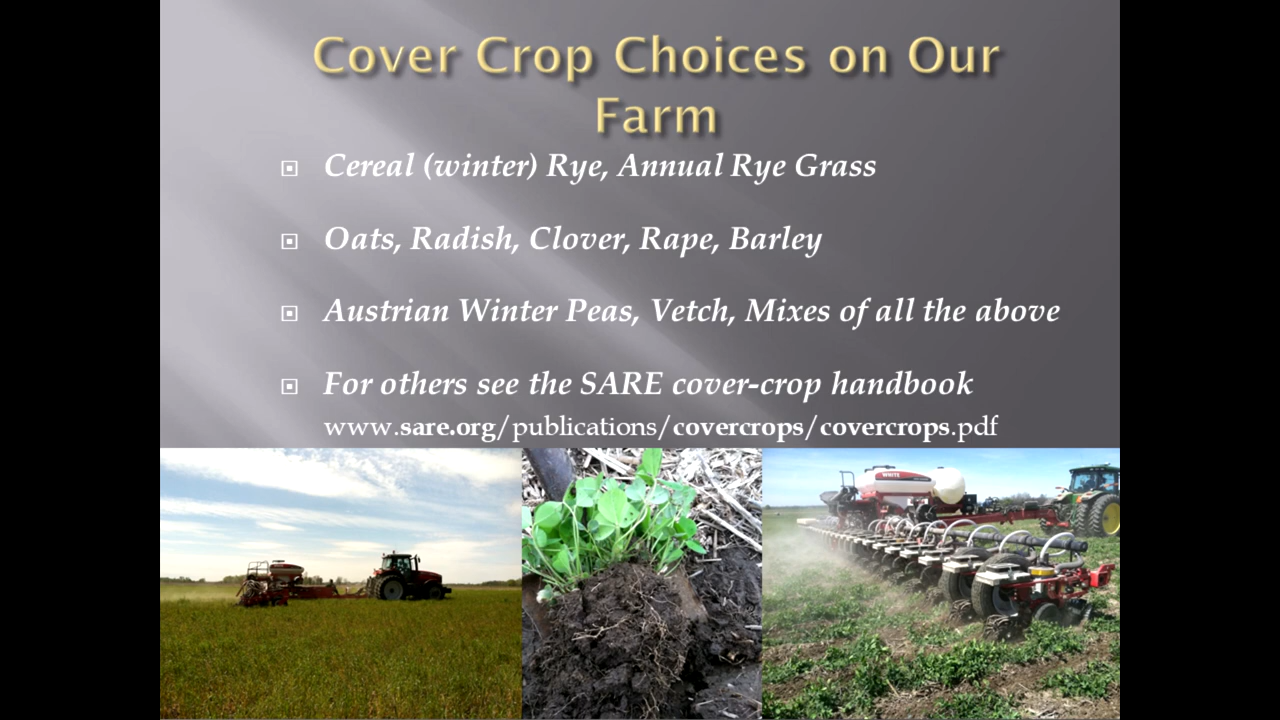 Cover Crop Choices on Our
Farm
Cereal (winter) Rye, Annual Rye Grass
Oats, Radish, Clover, Rape, Barley
Austrian Winter Peas, Vetch, Mixes of all the above
For others see the SARE cover-crop handbook
www.sare.org/publications/covercrops/covercrops.pdf
WHITE